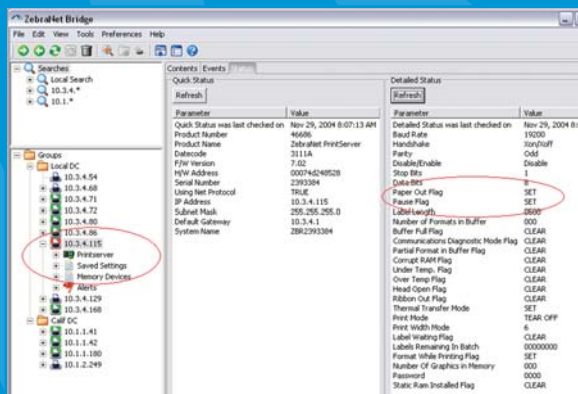 ZebraNet Bridge
File Edit View Tools Preferences Help
Searches
Local Search
10.3.4.*
10.1.*
Groups
Local DC
10.3.4.54
10.3.4.68
10.3.4.71
10.3.4.72
10.3.4.80
10.3.4.86
10.3.4.115
Printserver
Saved Settings
Memory Devices
Alerts
10.3.4.129
10.3.4.168
Calif DC
10.1.1.41
10.1.1.42
10.1.1.180
10.1.2.249
Contents Events Status
Quick Status
Refresh
Parameter Value
Quick Status was last checked on Nov 29, 2004 8:07:13 AM
Product Number 46686
Product Name ZebraNet PrintServer
Datecode 3111A
F/W Version 7.02
H/W Address 00074d248528
Serial Number 2393384
Using Net Protocol TRUE
IP Address 10.3.4.115
Subnet Mask 255.255.255.0
Default Gateway 10.3.4.1
System Name ZBR2393384
Detailed Status
Refresh
Parameter Value
Detailed Status was last checked on Nov 29, 2004 8:
Baud Rate 19200
Handshake Xon/Xoff
Parity Odd
Disable/Enable Disable
Stop Bits 1
Data Bits 8
Paper Out Flag SET
Pause Flag SET
Label Length 0600
Number of Formats in Buffer 000
Buffer Full Flag CLEAR
Communications Diagnostic Mode Flag CLEAR
Partial Format in Buffer Flag CLEAR
Corrupt RAM Flag CLEAR
Under Temp. Flag CLEAR
Over Temp Flag CLEAR
Head Open Flag CLEAR
Ribbon Out Flag CLEAR
Thermal Transfer Mode SET
Print Mode TEAR OFF
Print Width Mode 6
Label Waiting Flag CLEAR
Labels Remaining In Batch 00000000
Format While Printing Flag SET
Number Of Graphics in Memory 000
Password 0000
Static Ram Installed Flag CLEAR